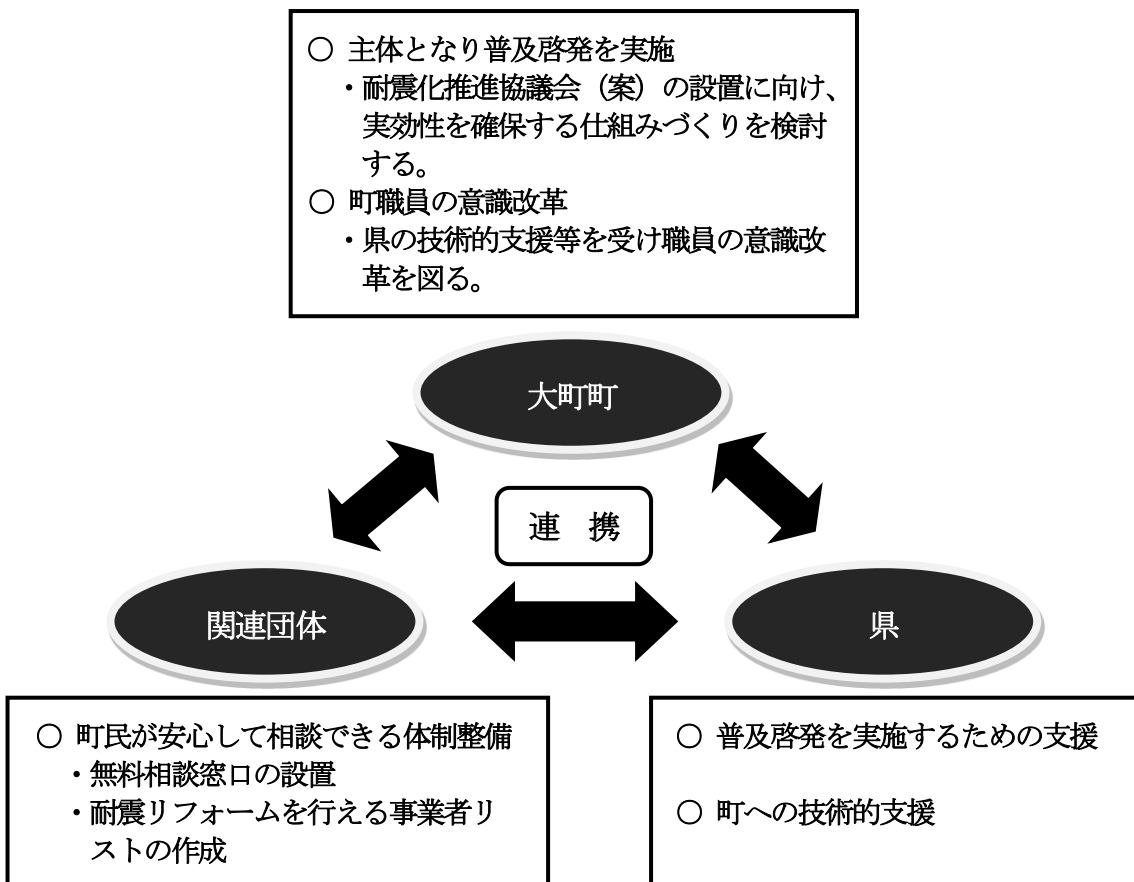 ○ 主体となり普及啓発を実施
・耐震化推進協議会（案）の設置に向け、
実効性を確保する仕組みづくりを検討
する。
○ 町職員の意識改革
・県の技術的支援等を受け職員の意識改
革を図る。
大町町
連　携
関連団体
県
○ 町民が安心して相談できる体制整備
・無料相談窓口の設置
・耐震リフォームを行える事業者リ
ストの作成
○ 普及啓発を実施するための支援
○ 町への技術的支援